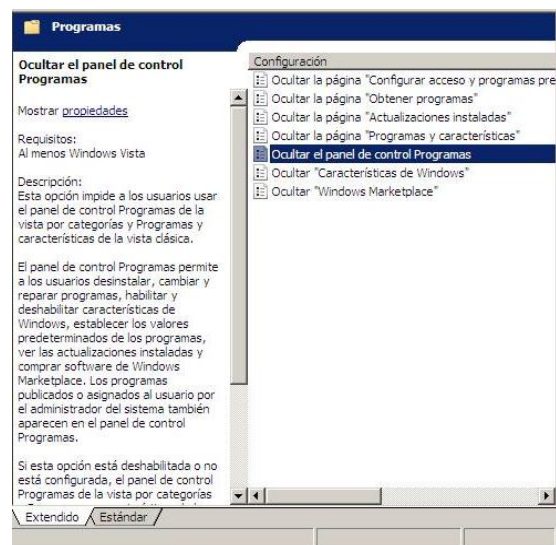 Programas
Ocultar el panel de control
Programas
Mostrar propiedades
Requisitos:
Al menos Windows Vista
Descripción:
Esta opción impide a los usuarios usar
el panel de control Programas de la
vista por categorías y Programas y
características de la vista clásica.
El panel de control Programas permite
a los usuarios desinstalar, cambiar y
reparar programas, habilitar y
deshabilitar características de
Windows, establecer los valores
predeterminados de los programas,
ver las actualizaciones instaladas y
comprar software de Windows
Marketplace. Los programas
publicados o asignados al usuario por
el administrador del sistema también
aparecen en el panel de control
Programas.
Si esta opción está deshabilitada o no
está configurada, el panel de control
Programas de la vista por categorías
Configuración
Ocultar la página "Configurar acceso y programas pre
Ocultar la página "Obtener programas"
Ocultar la página "Actualizaciones instaladas"
Ocultar la página "Programas y características"
Ocultar el panel de control Programas
Ocultar "Características de Windows"
Ocultar "Windows Marketplace"
Extendido Estándar